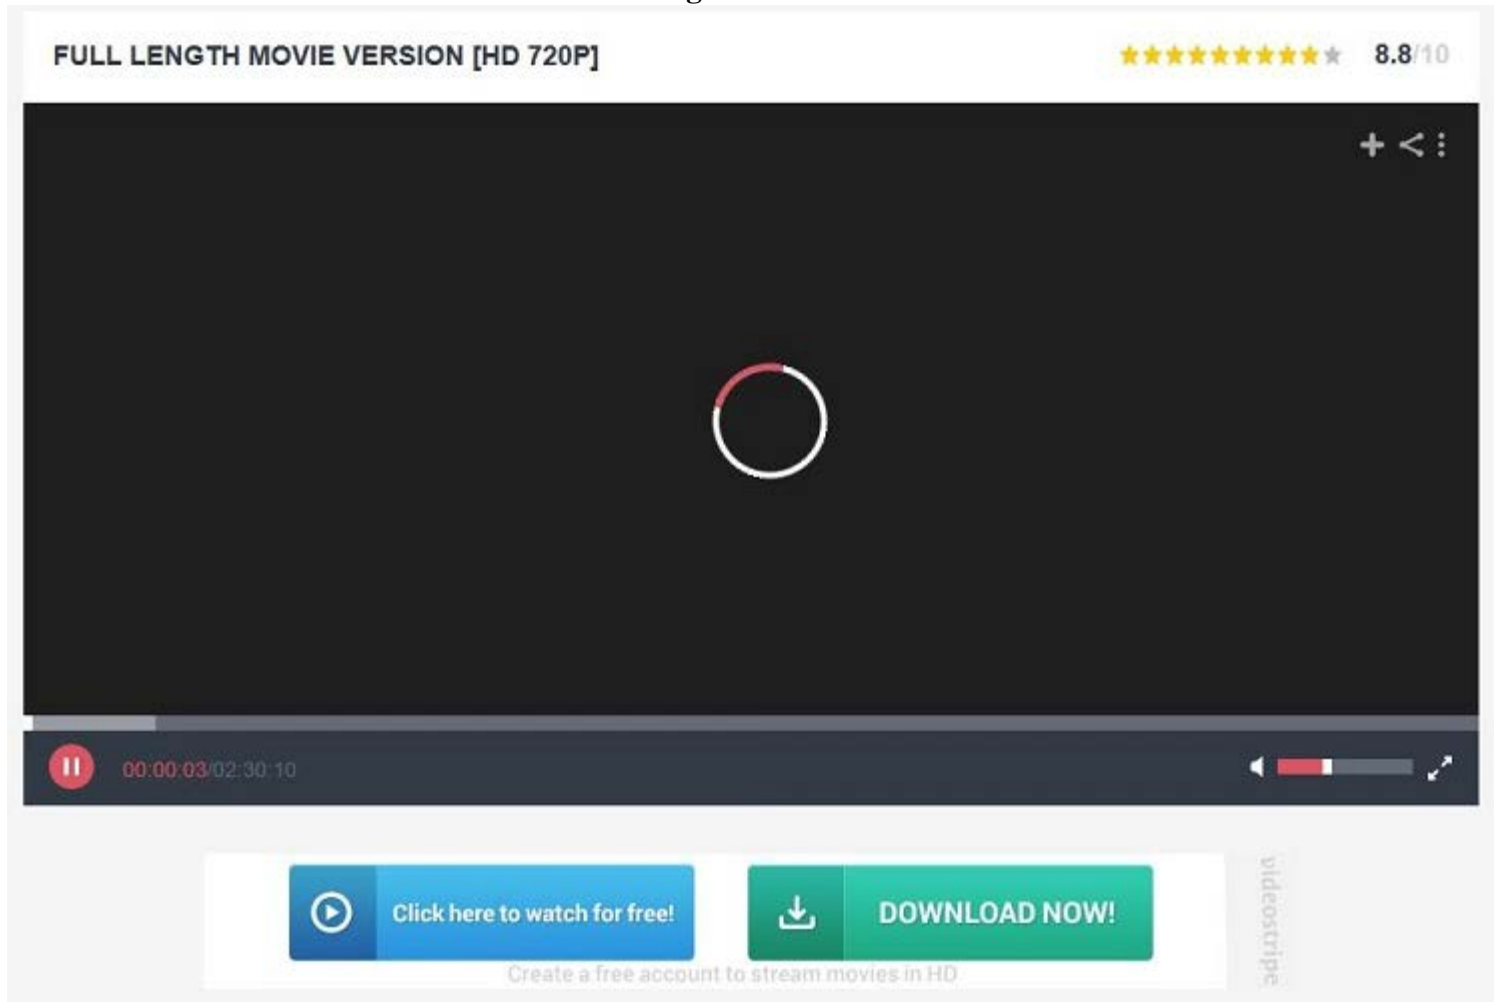 FULL LENGTH MOVIE VERSION [HD 720P]
8.8/10
00:00:03/02:30:10
Click here to watch for free!
DOWNLOAD NOW!
Create a free account to stream movies in HD
videostripe